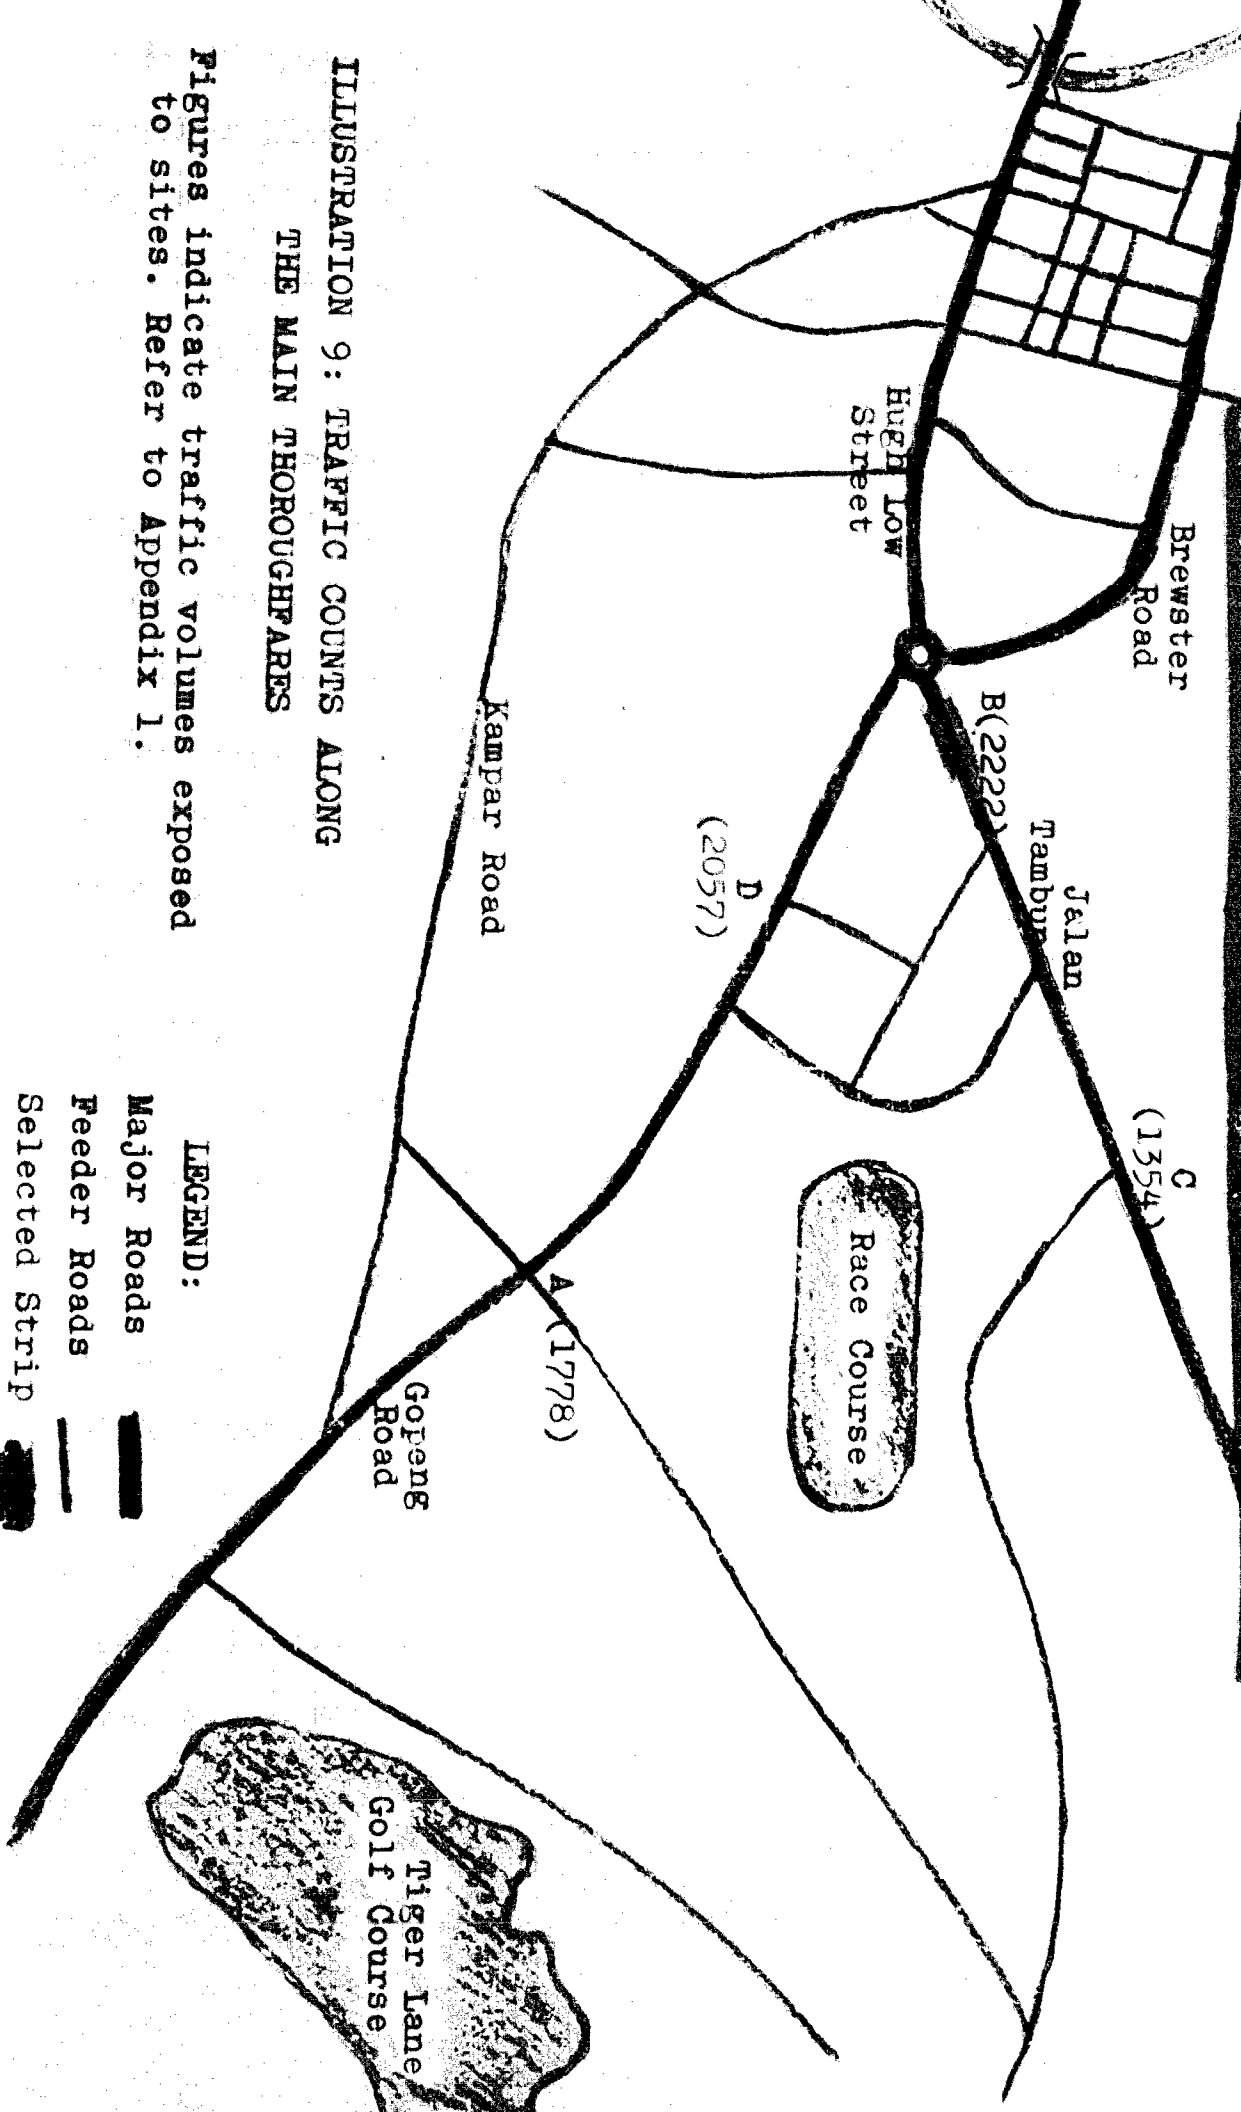 Brewster
Road
Hugh Low
Street
B(2222)
Jalan
Tambun
C
(1354)
D
(2057)
Race Course
Kampar Road
A
(1778)
Gopeng
Road
Tiger Lane
Golf Course
ILLUSTRATION 9: TRAFFIC COUNTS ALONG
THE MAIN THOROUGHFARES
Figures indicate traffic volumes exposed
to sites. Refer to Appendix 1.
LEGEND:
Major Roads
Feeder Roads
Selected Strip